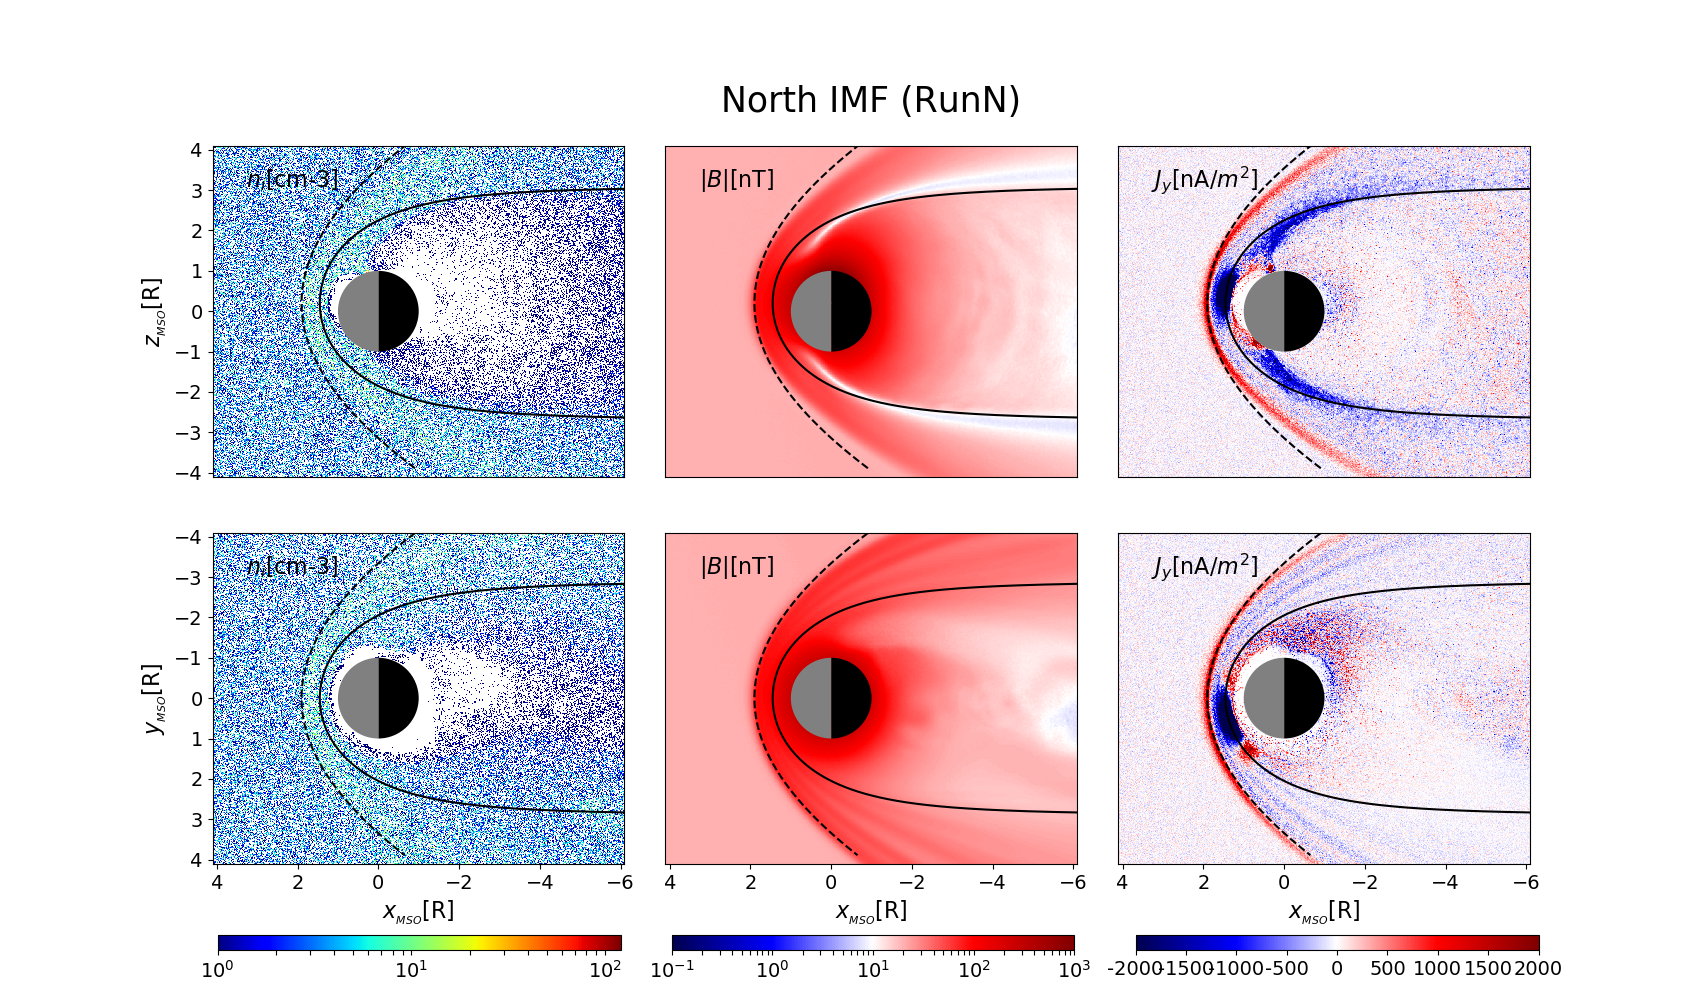 North IMF (RunN)
n_i[cm-3] |B|[nT] J_y[nA/m^2]
4
3
2
1
0
−1
−2
−3
−4
z_MSO[R]
n_i[cm-3] |B|[nT] J_y[nA/m^2]
−4
−3
−2
−1
0
1
2
3
4
y_MSO[R]
4 2 0 −2 −4 −6 4 2 0 −2 −4 −6 4 2 0 −2 −4 −6
x_MSO[R] x_MSO[R] x_MSO[R]
10^0 10^1 10^2 10^−1 10^0 10^1 10^2 10^3 -2000 -1500 -1000 -500 0 500 1000 1500 2000